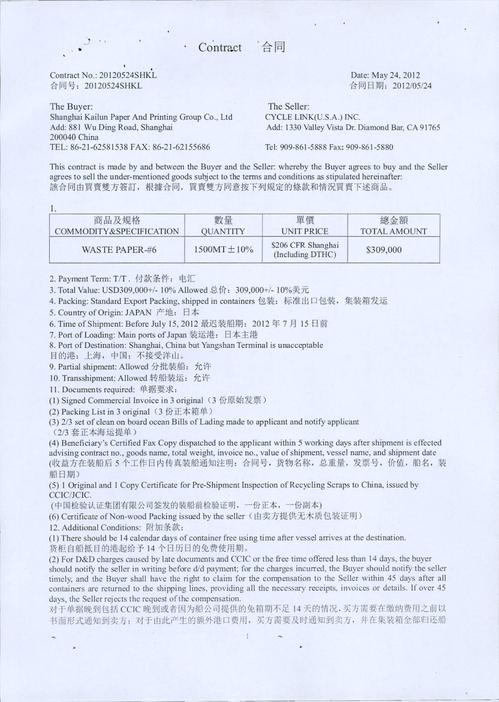 Contract 合同
Contract No.: 20120524SHKL Date: May 24, 2012
合同号: 20120524SHKL 合同日期: 2012/05/24
The Buyer: The Seller:
Shanghai Kailun Paper And Printing Group Co., Ltd CYCLE LINK(U.S.A.) INC.
Add: 881 Wu Ding Road, Shanghai Add: 1330 Valley Vista Dr. Diamond Bar, CA 91765
200040 China
TEL: 86-21-62581538 FAX: 86-21-62155686 Tel: 909-861-5888 Fax: 909-861-5880
This contract is made by and between the Buyer and the Seller: whereby the Buyer agrees to buy and the Seller
agrees to sell the under-mentioned goods subject to the terms and conditions as stipulated hereinafter:
該合同由買賣雙方簽訂，根據合同，買賣雙方同意按下列規定的條款和情況買賣下述商品。
1.
商品及規格 數量 單價 總金額
COMMODITY&SPECIFICATION QUANTITY UNIT PRICE TOTAL AMOUNT
WASTE PAPER-#6 1500MT±10% $206 CFR Shanghai (Including DTHC) $309,000
2. Payment Term: T/T . 付款条件：电汇
3. Total Value: USD309,000+/- 10% Allowed 总价：309,000+/- 10%美元
4. Packing: Standard Export Packing, shipped in containers 包装：标准出口包装，集装箱发运
5. Country of Origin: JAPAN 产地：日本
6. Time of Shipment: Before July 15, 2012 最迟装船期：2012 年 7 月 15 日前
7. Port of Loading: Main ports of Japan 装运港：日本主港
8. Port of Destination: Shanghai, China but Yangshan Terminal is unacceptable
目的港：上海，中国；不接受洋山。
9. Partial shipment: Allowed 分批装船：允许
10. Transshipment: Allowed 转船装运：允许
11. Documents required: 单据要求：
(1) Signed Commercial Invoice in 3 original（3 份原始发票）
(2) Packing List in 3 original（3 份正本箱单）
(3) 2/3 set of clean on board ocean Bills of Lading made to applicant and notify applicant
（2/3 套正本海运提单）
(4) Beneficiary's Certified Fax Copy dispatched to the applicant within 5 working days after shipment is effected
advising contract no., goods name, total weight, invoice no., value of shipment, vessel name, and shipment date
(收益方在装船后 5 个工作日内传真装船通知注明：合同号，货物名称，总重量，发票号，价值，船名，装
船日期)
(5) 1 Original and 1 Copy Certificate for Pre-Shipment Inspection of Recycling Scraps to China, issued by
CCIC/JCIC.
(中国检验认证集团有限公司签发的装船前检验证明，一份正本，一份副本)
(6) Certificate of Non-wood Packing issued by the seller（由卖方提供无木质包装证明）
12. Additional Conditions: 附加条款：
(1) There should be 14 calendar days of container free using time after vessel arrives at the destination.
货柜自船抵目的港起给予 14 个日历日的免费使用期。
(2) For D&D charges caused by late documents and CCIC or the free time offered less than 14 days, the buyer
should notify the seller in writing before d/d payment; for the charges incurred, the Buyer should notify the seller
timely, and the Buyer shall have the right to claim for the compensation to the Seller within 45 days after all
containers are returned to the shipping lines, providing all the necessary receipts, invoices or details. If over 45
days, the Seller rejects the request of the compensation.
对于单据晚到包括 CCIC 晚到或者因为船公司提供的免箱期不足 14 天的情况，买方需要在缴纳费用之前以
书面形式通知到卖方；对于由此产生的额外港口费用，买方需要及时通知到卖方，并在集装箱全部归还船
1